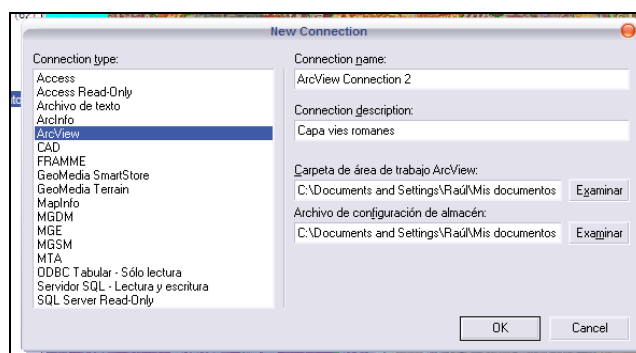 New Connection
Connection type:
Access
Access Read-Only
Archivo de texto
ArcInfo
ArcView
CAD
FRAMME
GeoMedia SmartStore
GeoMedia Terrain
MapInfo
MGDM
MGE
MGSM
MTA
ODBC Tabular - Sólo lectura
Servidor SQL - Lectura y escritura
SQL Server Read-Only
Connection name:
ArcView Connection 2
Connection description:
Capa vies romanes
Carpeta de área de trabajo ArcView:
C:\Documents and Settings\Raúl\Mis documentos
Examinar
Archivo de configuración de almacén:
C:\Documents and Settings\Raúl\Mis documentos
Examinar
OK
Cancel